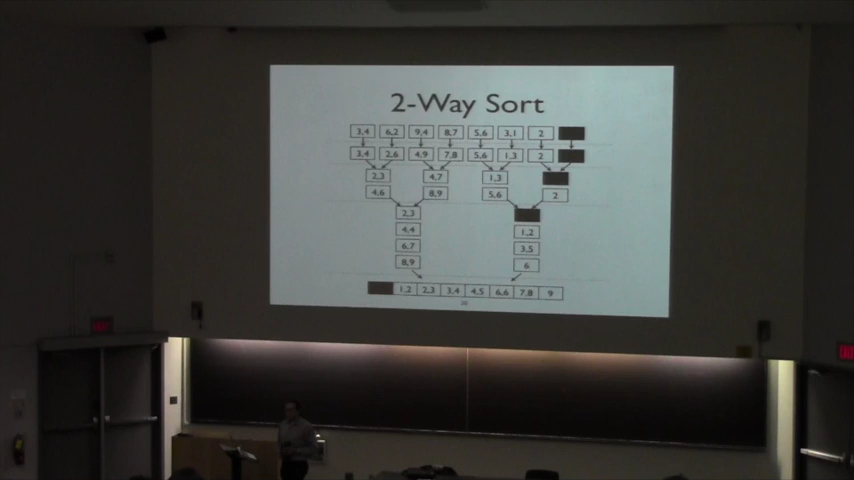 2-Way Sort
3,4 6,2 9,4 8,7 5,6 3,1 2
3,4 2,6 4,9 7,8 5,6 1,3 2
2,3 4,7 1,3
4,6 8,9 5,6 2
2,3
4,4 1,2
6,7 3,5
8,9 6
1,2 2,3 3,4 4,5 6,6 7,8 9